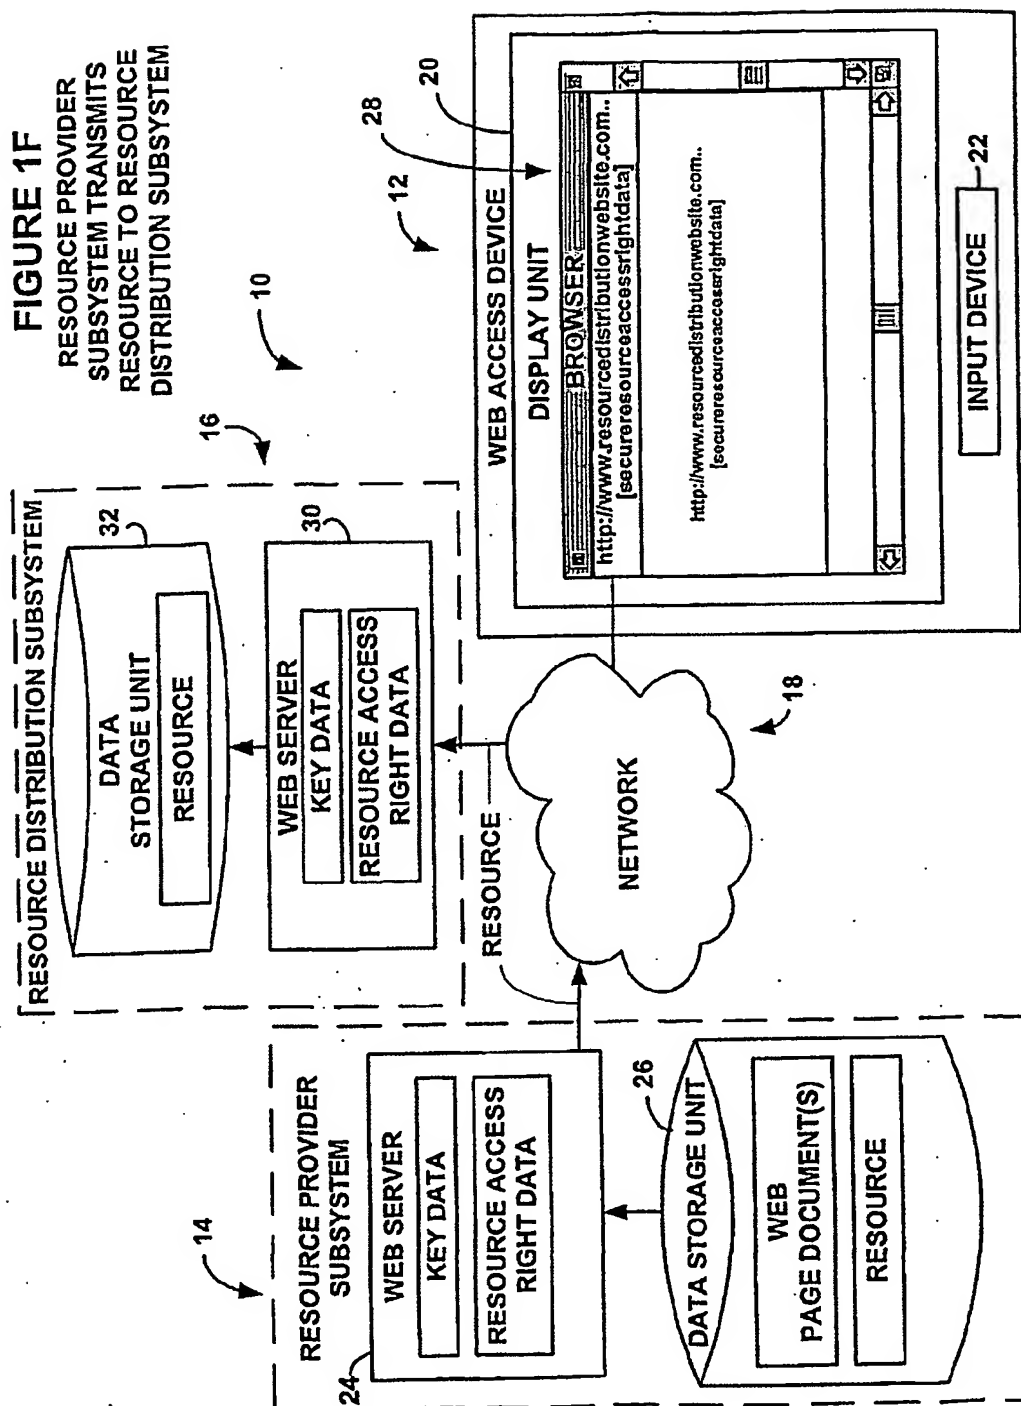 FIGURE 1F
RESOURCE PROVIDER
SUBSYSTEM TRANSMITS
RESOURCE TO RESOURCE
DISTRIBUTION SUBSYSTEM
10
12
14
RESOURCE PROVIDER
SUBSYSTEM
24
WEB SERVER
KEY DATA
RESOURCE ACCESS
RIGHT DATA
26
DATA STORAGE UNIT
WEB
PAGE DOCUMENT(S)
RESOURCE
RESOURCE
16
RESOURCE DISTRIBUTION SUBSYSTEM
32
DATA
STORAGE UNIT
RESOURCE
30
WEB SERVER
KEY DATA
RESOURCE ACCESS
RIGHT DATA
NETWORK
18
WEB ACCESS DEVICE
20
DISPLAY UNIT
28
BROWSER
http://www.resourcedistributionwebsite.com..
[secureresourceaccessrightdata]
http://www.resourcedistributionwebsite.com..
[secureresourceaccessrightdata]
INPUT DEVICE
22